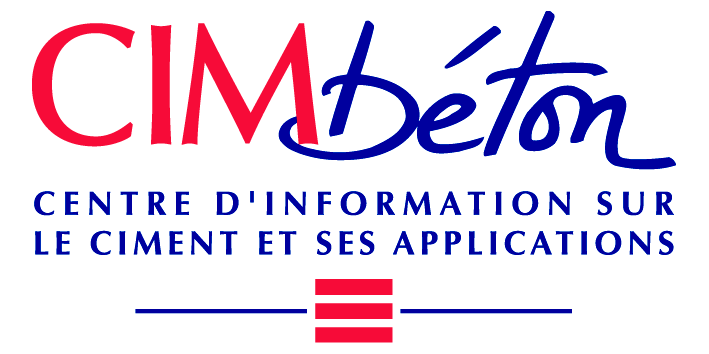 CIMbéton
CENTRE D'INFORMATION SUR
LE CIMENT ET SES APPLICATIONS